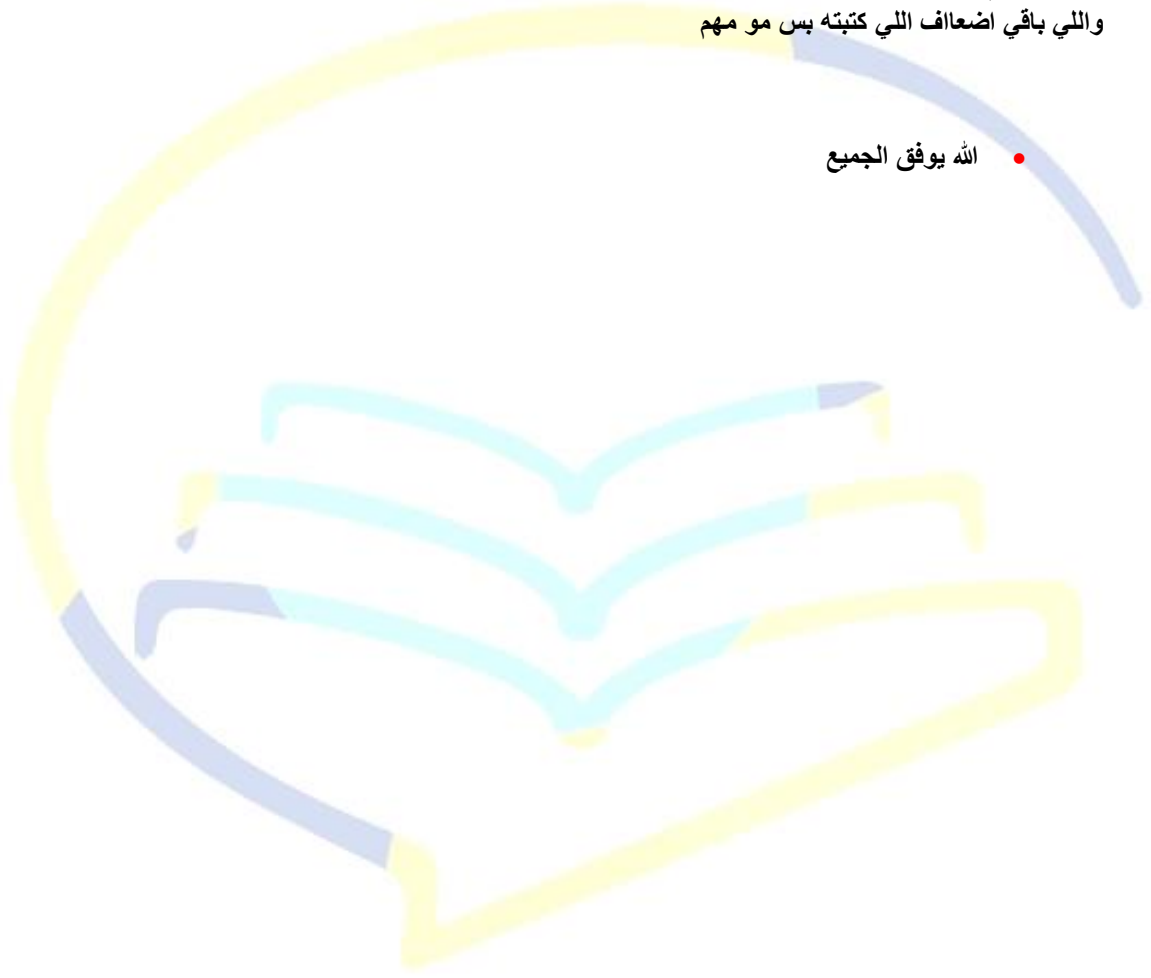 واللي باقي اضعااف اللي كتبته بس مو مهم
• الله يوفق الجميع